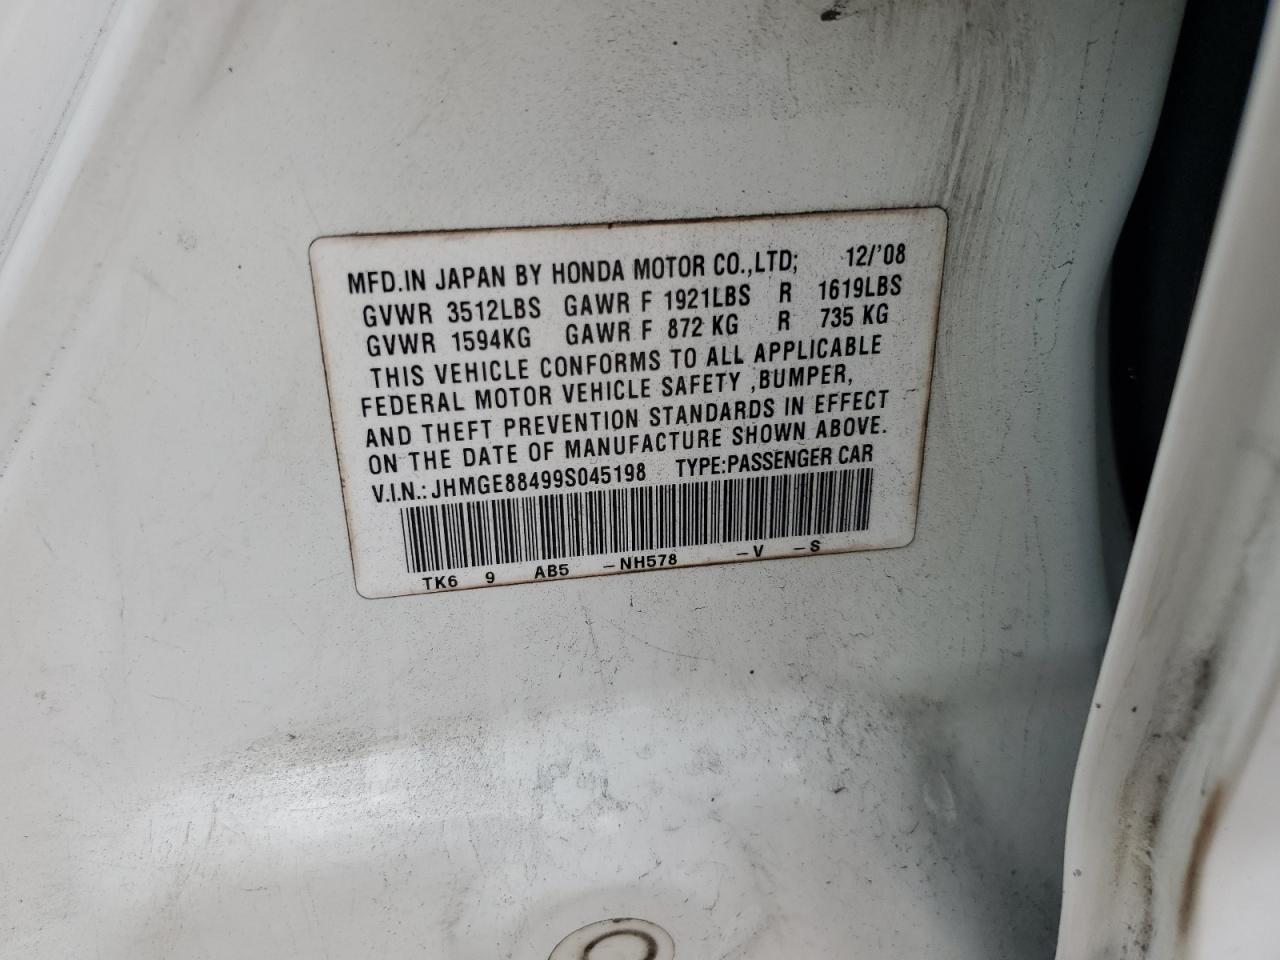 MFD.IN JAPAN BY HONDA MOTOR CO.,LTD; 12/'08
GVWR 3512LBS GAWR F 1921LBS R 1619LBS
GVWR 1594KG GAWR F 872 KG R 735 KG
THIS VEHICLE CONFORMS TO ALL APPLICABLE
FEDERAL MOTOR VEHICLE SAFETY ,BUMPER,
AND THEFT PREVENTION STANDARDS IN EFFECT
ON THE DATE OF MANUFACTURE SHOWN ABOVE.
V.I.N.: JHMGE88499S045198 TYPE:PASSENGER CAR
TK6 9 AB5 -NH578 -V -S